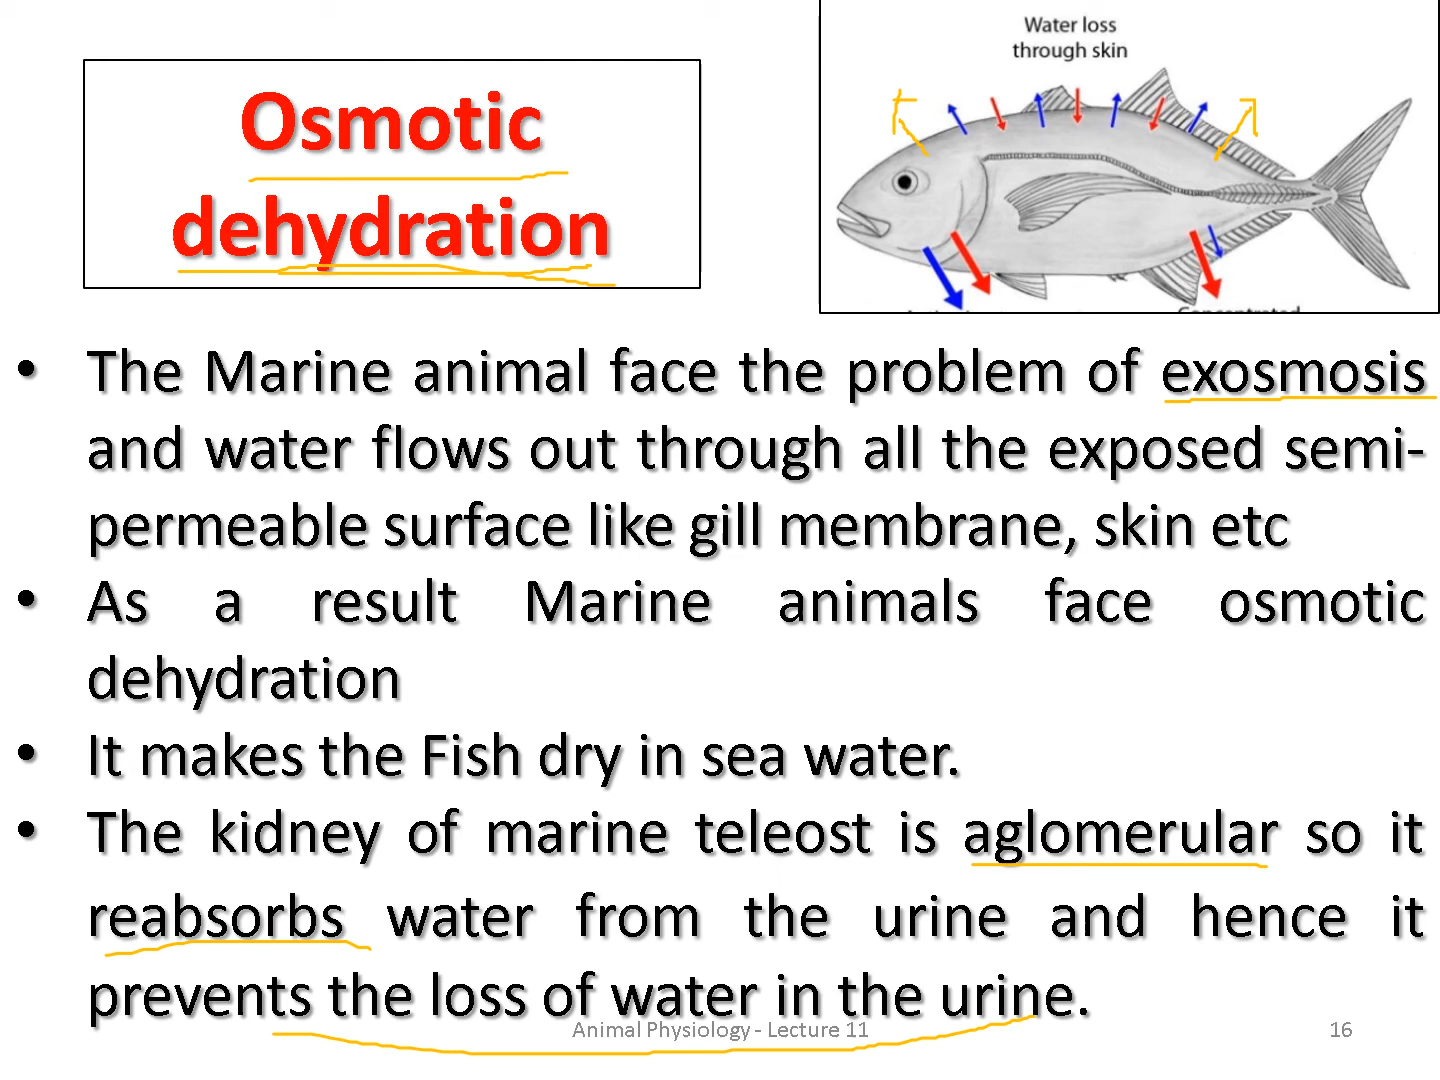 Water loss
through skin
Osmotic
dehydration
• The Marine animal face the problem of exosmosis
and water flows out through all the exposed semi-
permeable surface like gill membrane, skin etc
• As a result Marine animals face osmotic
dehydration
• It makes the Fish dry in sea water.
• The kidney of marine teleost is aglomerular so it
reabsorbs water from the urine and hence it
prevents the loss of water in the urine.
Animal Physiology - Lecture 11
16